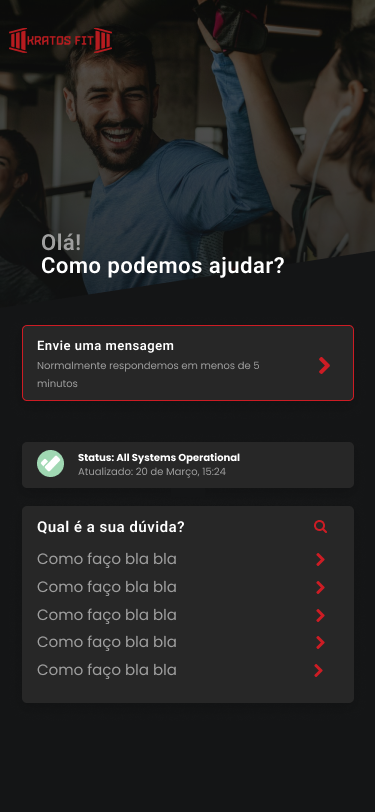 KRATOS FIT
Olá!
Como podemos ajudar?
Envie uma mensagem
Normalmente respondemos em menos de 5
minutos
Status: All Systems Operational
Atualizado: 20 de Março, 15:24
Qual é a sua dúvida?
Como faço bla bla
Como faço bla bla
Como faço bla bla
Como faço bla bla
Como faço bla bla